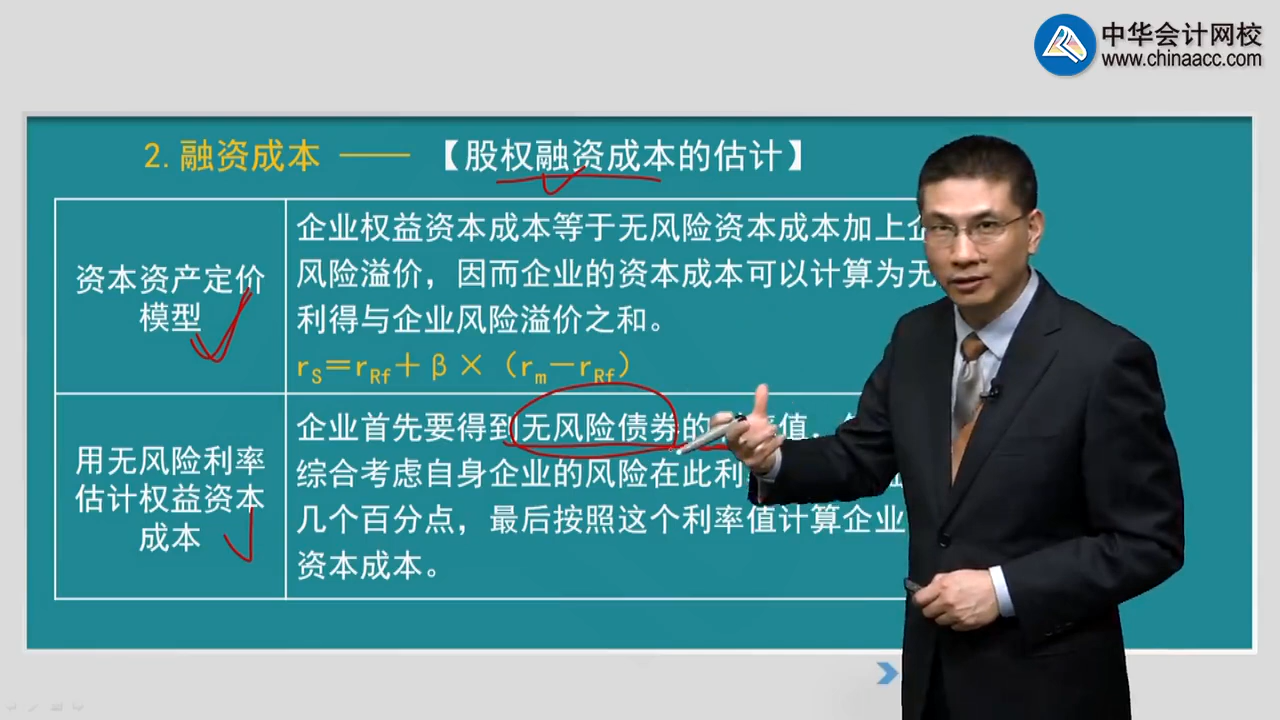 中华会计网校
www.chinaacc.com
2.融资成本 —— 【股权融资成本的估计】
资本资产定价
模型
企业权益资本成本等于无风险资本成本加上企
风险溢价，因而企业的资本成本可以计算为无
利得与企业风险溢价之和。
rS＝rRf＋β×（rm－rRf）
用无风险利率
估计权益资本
成本
企业首先要得到无风险债券的 值，
综合考虑自身企业的风险在此利
几个百分点，最后按照这个利率值计算企业
资本成本。